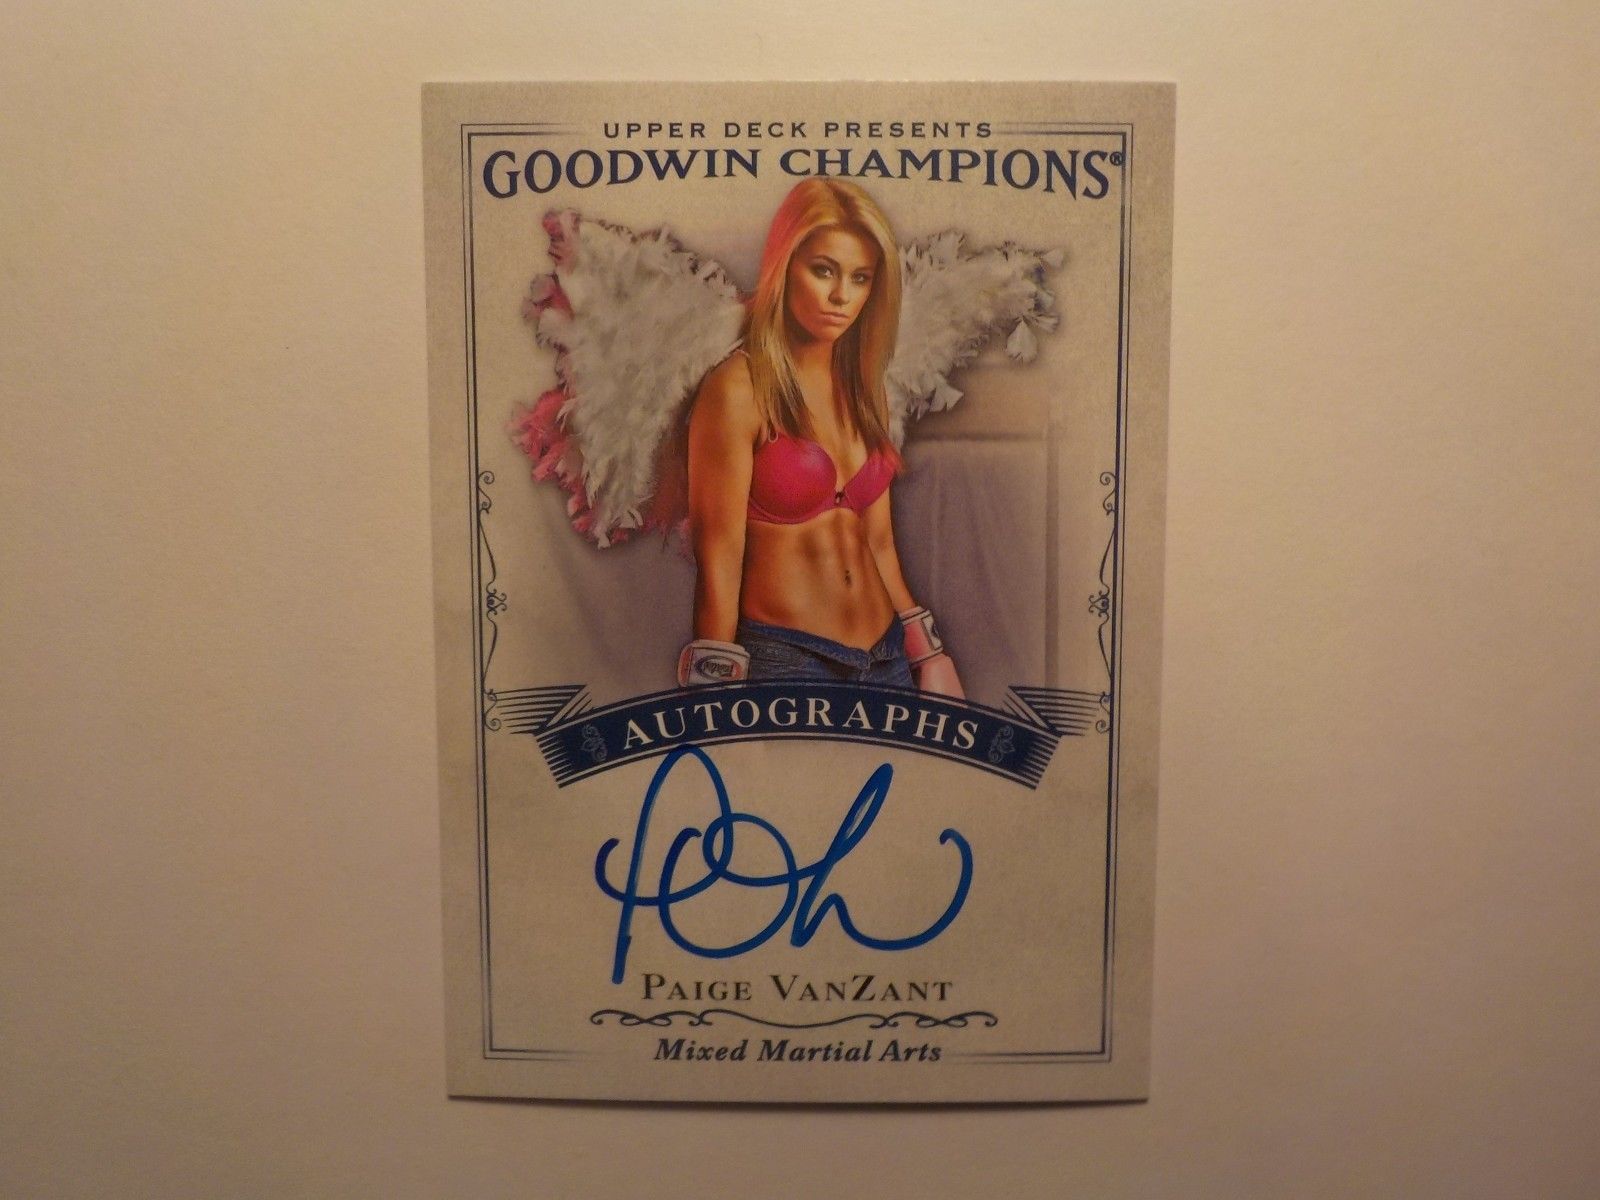 UPPER DECK PRESENTS
GOODWIN CHAMPIONS®
AUTOGRAPHS
PAIGE VANZANT
Mixed Martial Arts